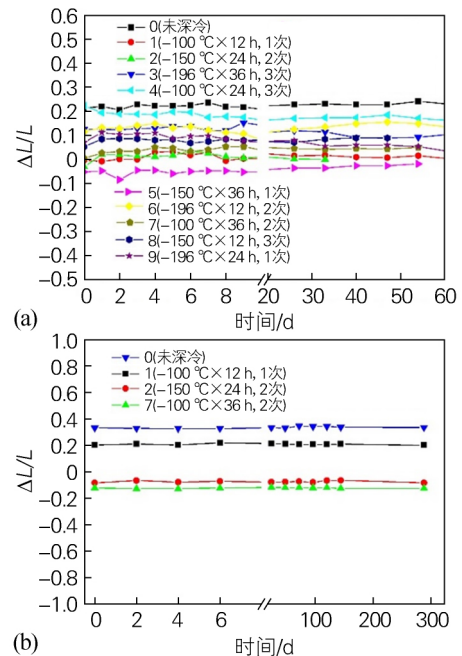 0.6
0.5
0.4
0.3
0.2
0.1
0
−0.1
−0.2
−0.3
−0.4
−0.5
ΔL/L
0(未深冷)
1(−100 ℃×12 h, 1次)
2(−150 ℃×24 h, 2次)
3(−196 ℃×36 h, 3次)
4(−100 ℃×24 h, 3次)
5(−150 ℃×36 h, 1次)
6(−196 ℃×12 h, 2次)
7(−100 ℃×36 h, 2次)
8(−150 ℃×12 h, 3次)
9(−196 ℃×24 h, 1次)
0 2 4 6 8 20 30 40 50 60
(a) 时间/d
1.0
0.8
0.6
0.4
0.2
0
−0.2
−0.4
−0.6
−0.8
−1.0
ΔL/L
0(未深冷)
1(−100 ℃×12 h, 1次)
2(−150 ℃×24 h, 2次)
7(−100 ℃×36 h, 2次)
0 2 4 6 100 200 300
(b) 时间/d